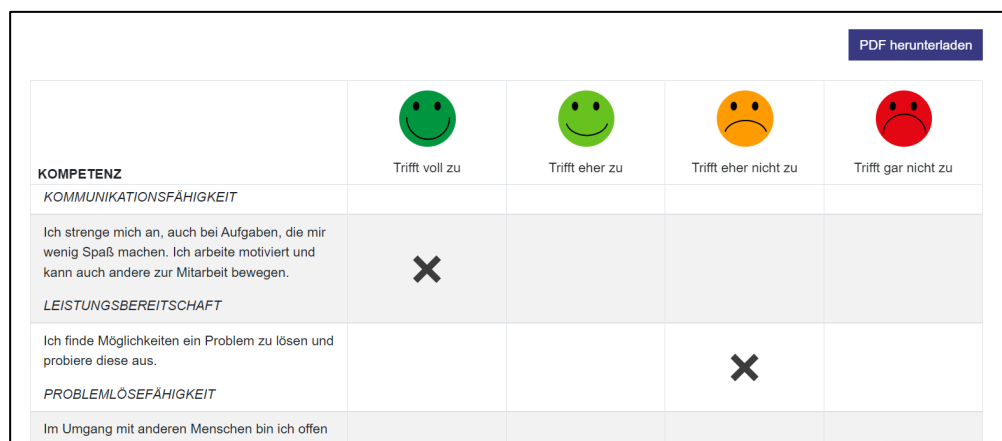 PDF herunterladen
KOMPETENZ
Trifft voll zu
Trifft eher zu
Trifft eher nicht zu
Trifft gar nicht zu
KOMMUNIKATIONSFÄHIGKEIT
Ich strenge mich an, auch bei Aufgaben, die mir
wenig Spaß machen. Ich arbeite motiviert und
kann auch andere zur Mitarbeit bewegen.
LEISTUNGSBEREITSCHAFT
Ich finde Möglichkeiten ein Problem zu lösen und
probiere diese aus.
PROBLEMLÖSEFÄHIGKEIT
Im Umgang mit anderen Menschen bin ich offen